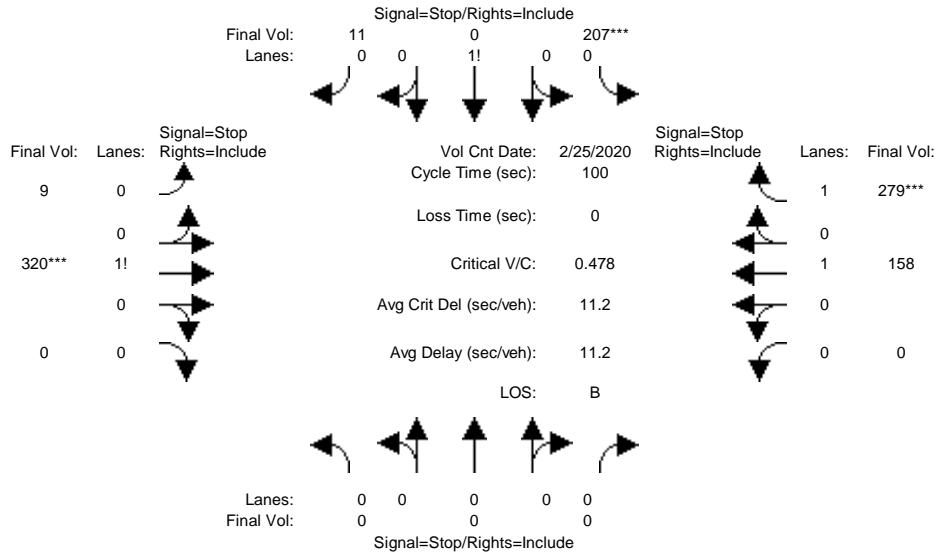 Signal=Stop/Rights=Include
Final Vol: 11 0 207***
Lanes: 0 0 1! 0 0
Signal=Stop Signal=Stop
Final Vol: Lanes: Rights=Include Vol Cnt Date: 2/25/2020 Rights=Include Lanes: Final Vol:
Cycle Time (sec): 100
9 0 1 279***
Loss Time (sec): 0
0 0
320*** 1! Critical V/C: 0.478 1 158
0 Avg Crit Del (sec/veh): 11.2 0
0 0 Avg Delay (sec/veh): 11.2 0 0
LOS: B
Lanes: 0 0 0 0 0
Final Vol: 0 0 0
Signal=Stop/Rights=Include